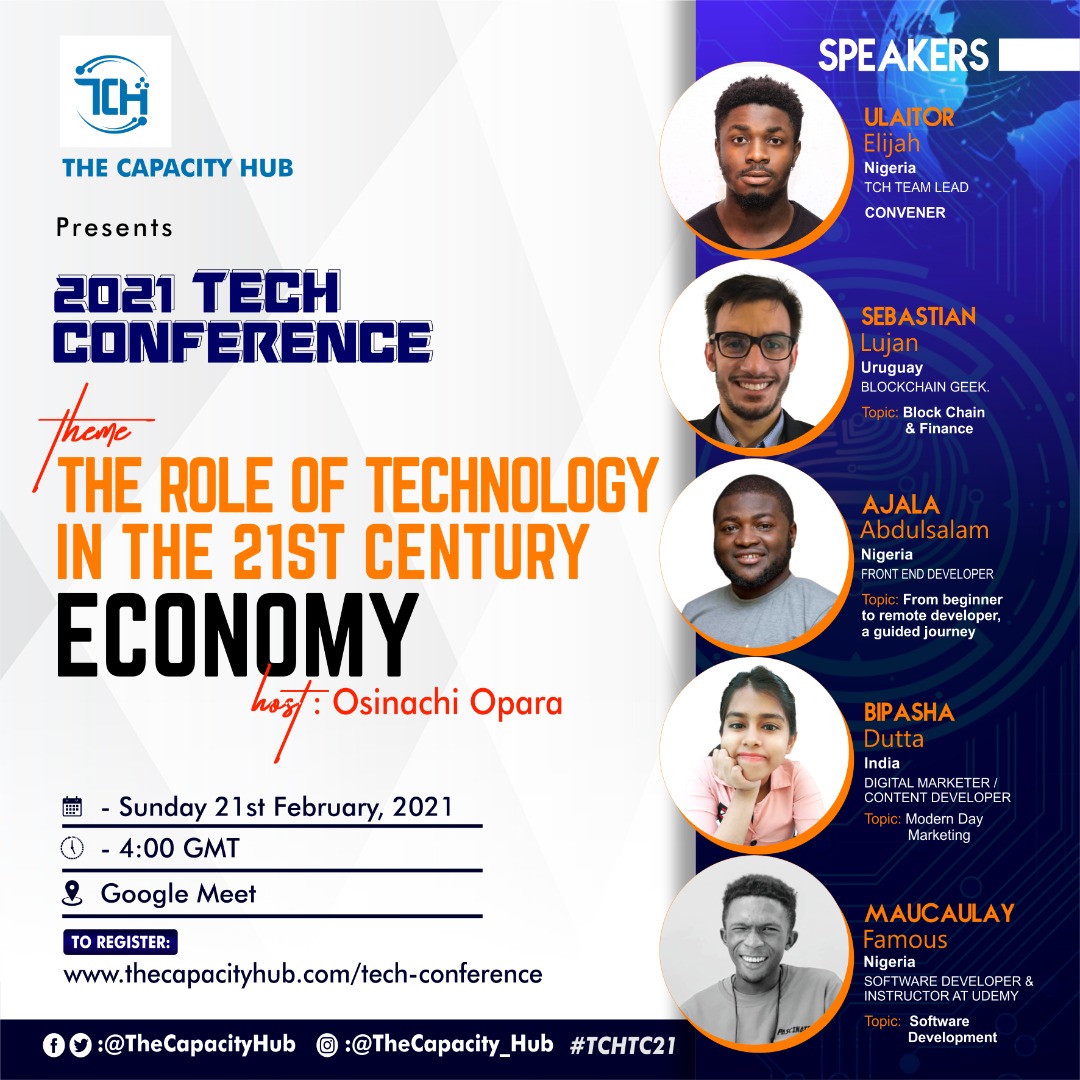 TCH
THE CAPACITY HUB
Presents
2021 TECH
CONFERENCE
theme
THE ROLE OF TECHNOLOGY
IN THE 21ST CENTURY
ECONOMY
host : Osinachi Opara
- Sunday 21st February, 2021
- 4:00 GMT
Google Meet
TO REGISTER:
www.thecapacityhub.com/tech-conference
:@TheCapacityHub :@TheCapacity_Hub #TCHTC21
SPEAKERS
ULAITOR
Elijah
Nigeria
TCH TEAM LEAD
CONVENER
SEBASTIAN
Lujan
Uruguay
BLOCKCHAIN GEEK.
Topic: Block Chain
& Finance
AJALA
Abdulsalam
Nigeria
FRONT END DEVELOPER
Topic: From beginner
to remote developer,
a guided journey
BIPASHA
Dutta
India
DIGITAL MARKETER /
CONTENT DEVELOPER
Topic: Modern Day
Marketing
MAUCAULAY
Famous
Nigeria
SOFTWARE DEVELOPER &
INSTRUCTOR AT UDEMY
Topic: Software
Development